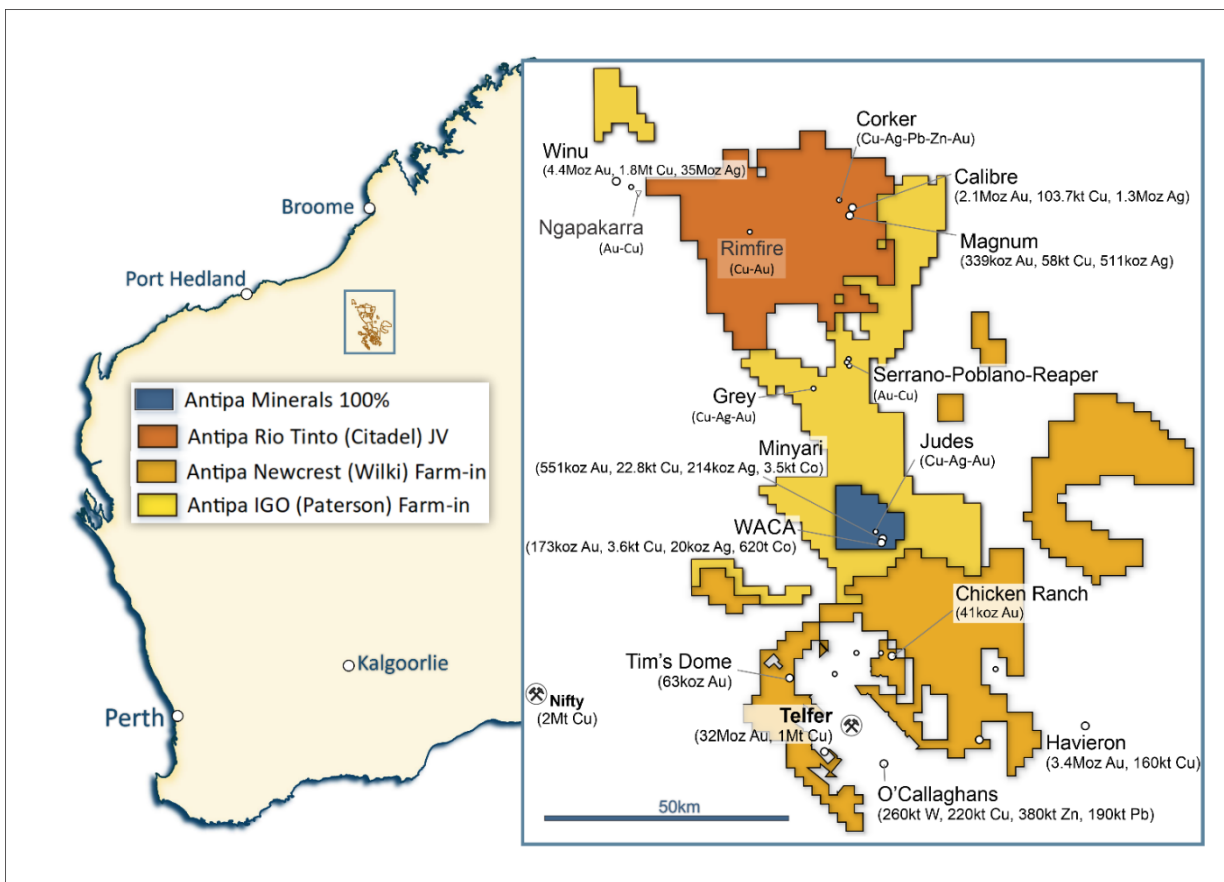 Broome
Port Hedland
Kalgoorlie
Perth
Antipa Minerals 100%
Antipa Rio Tinto (Citadel) JV
Antipa Newcrest (Wilki) Farm-in
Antipa IGO (Paterson) Farm-in
Corker
(Cu-Ag-Pb-Zn-Au)
Winu
(4.4Moz Au, 1.8Mt Cu, 35Moz Ag)
Calibre
(2.1Moz Au, 103.7kt Cu, 1.3Moz Ag)
Ngapakarra
(Au-Cu)
Rimfire
(Cu-Au)
Magnum
(339koz Au, 58kt Cu, 511koz Ag)
Serrano-Poblano-Reaper
(Au-Cu)
Grey
(Cu-Ag-Au)
Judes
(Cu-Ag-Au)
Minyari
(551koz Au, 22.8kt Cu, 214koz Ag, 3.5kt Co)
WACA
(173koz Au, 3.6kt Cu, 20koz Ag, 620t Co)
Chicken Ranch
(41koz Au)
Tim's Dome
(63koz Au)
Nifty
(2Mt Cu)
Telfer
(32Moz Au, 1Mt Cu)
Havieron
(3.4Moz Au, 160kt Cu)
O'Callaghans
(260kt W, 220kt Cu, 380kt Zn, 190kt Pb)
50km